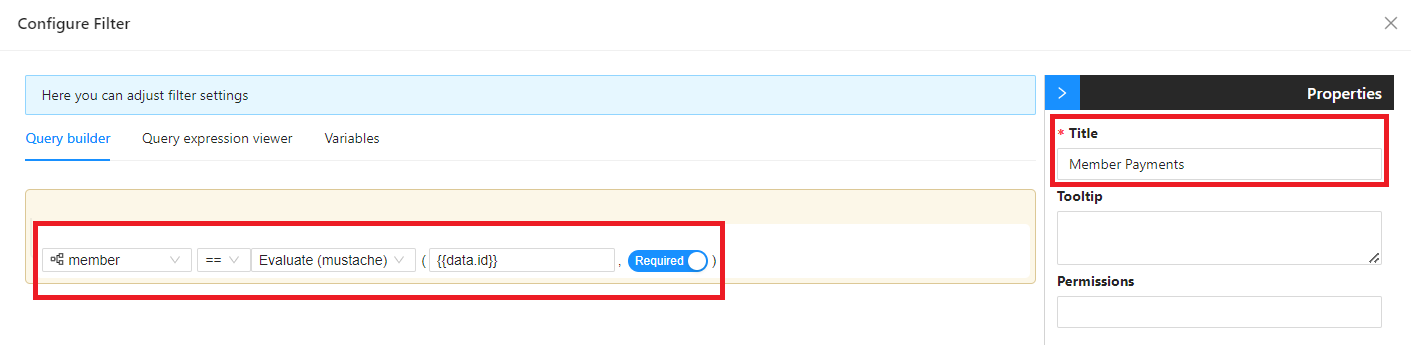 Configure Filter
Here you can adjust filter settings
Properties
Query builder Query expression viewer Variables
* Title
Member Payments
Tooltip
member == Evaluate (mustache) ( {{data.id}} , Required )
Permissions